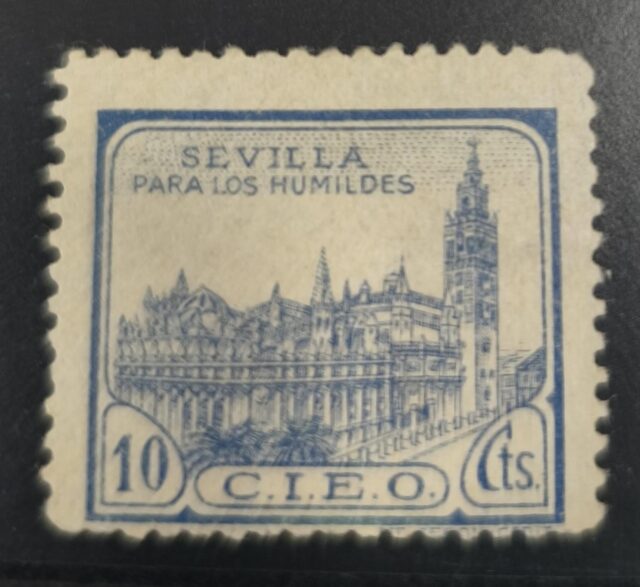 SEVILLA
PARA LOS HUMILDES
10 Cts.
C.I.E.O.